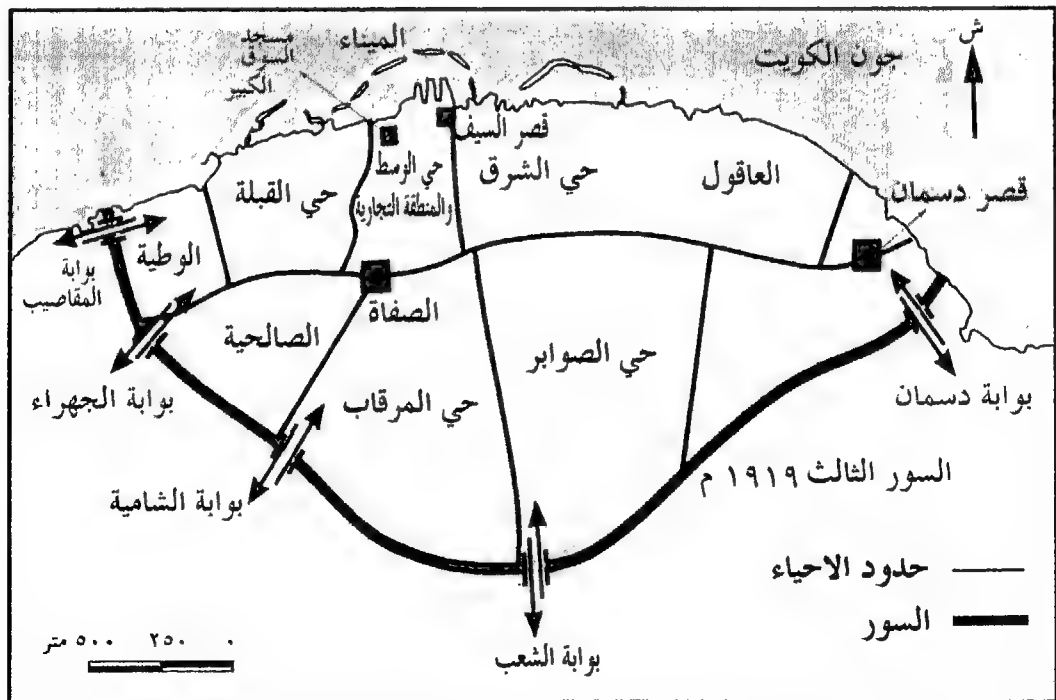 ش
جون الكويت
الميناء
مسجد
السوق
الكبير
قصر السيف
حي الوسط
والمنطقة التجارية
حي الشرق
العاقول
قصر دسمان
حي القبلة
الوطية
بوابة
المقاصيب
الصفاة
الصالحية
حي الصوابر
حي المرقاب
بوابة الجهراء
بوابة دسمان
بوابة الشامية
السور الثالث ١٩١٩ م
حدود الاحياء
السور
بوابة الشعب
٠ ٢٥٠ ٥٠٠ متر